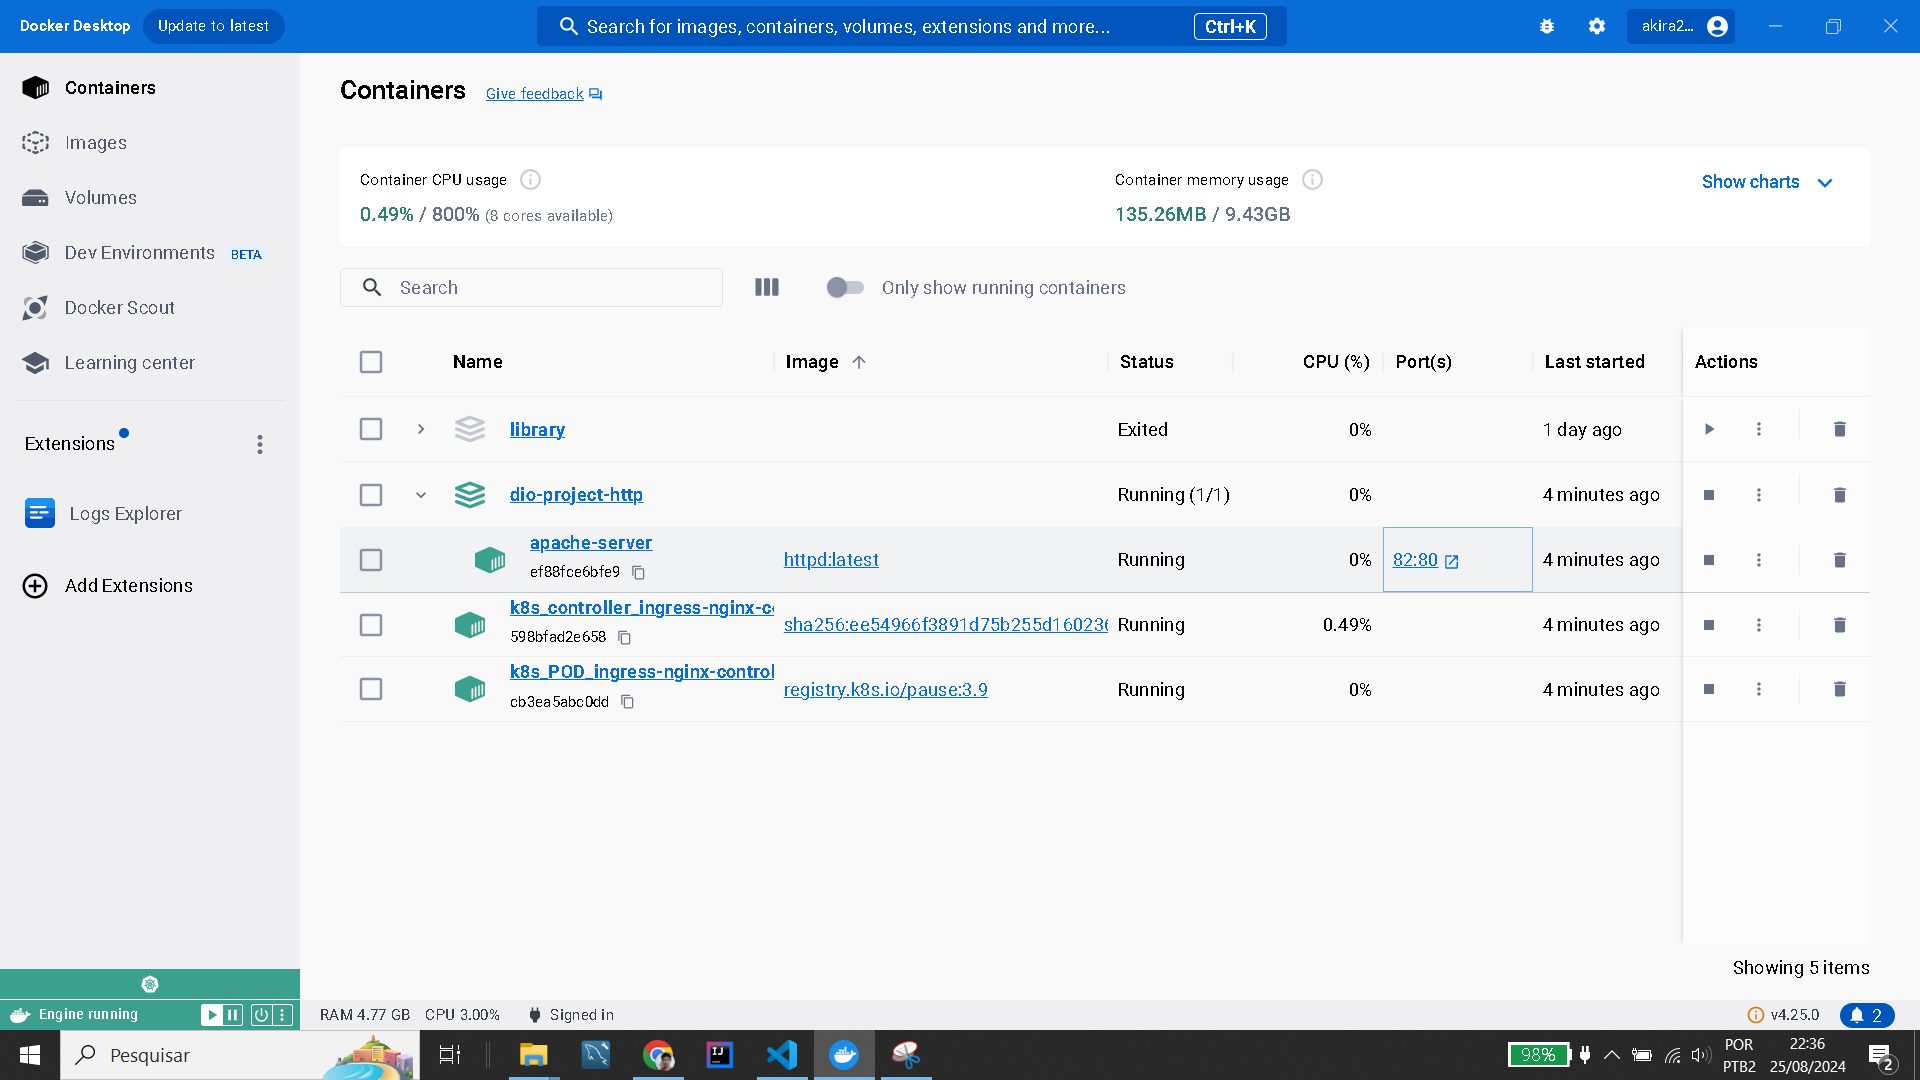 Docker Desktop
Update to latest
Search for images, containers, volumes, extensions and more...
Ctrl+K
akira2...
Containers
Images
Volumes
Dev Environments BETA
Docker Scout
Learning center
Extensions
Logs Explorer
Add Extensions
Containers
Give feedback
Container CPU usage
0.49% / 800% (8 cores available)
Container memory usage
135.26MB / 9.43GB
Show charts
Search
Only show running containers
Name Image Status CPU (%) Port(s) Last started Actions
library Exited 0% 1 day ago
dio-project-http Running (1/1) 0% 4 minutes ago
apache-server
ef88fce6bfe9
httpd:latest Running 0% 82:80 4 minutes ago
k8s_controller_ingress-nginx-c
598bfad2e658
sha256:ee54966f3891d75b255d160236 Running 0.49% 4 minutes ago
k8s_POD_ingress-nginx-control
cb3ea5abc0dd
registry.k8s.io/pause:3.9 Running 0% 4 minutes ago
Showing 5 items
Engine running
RAM 4.77 GB CPU 3.00% Signed in
v4.25.0
2
Pesquisar
IJ
98%
POR
PTB2
22:36
25/08/2024
2